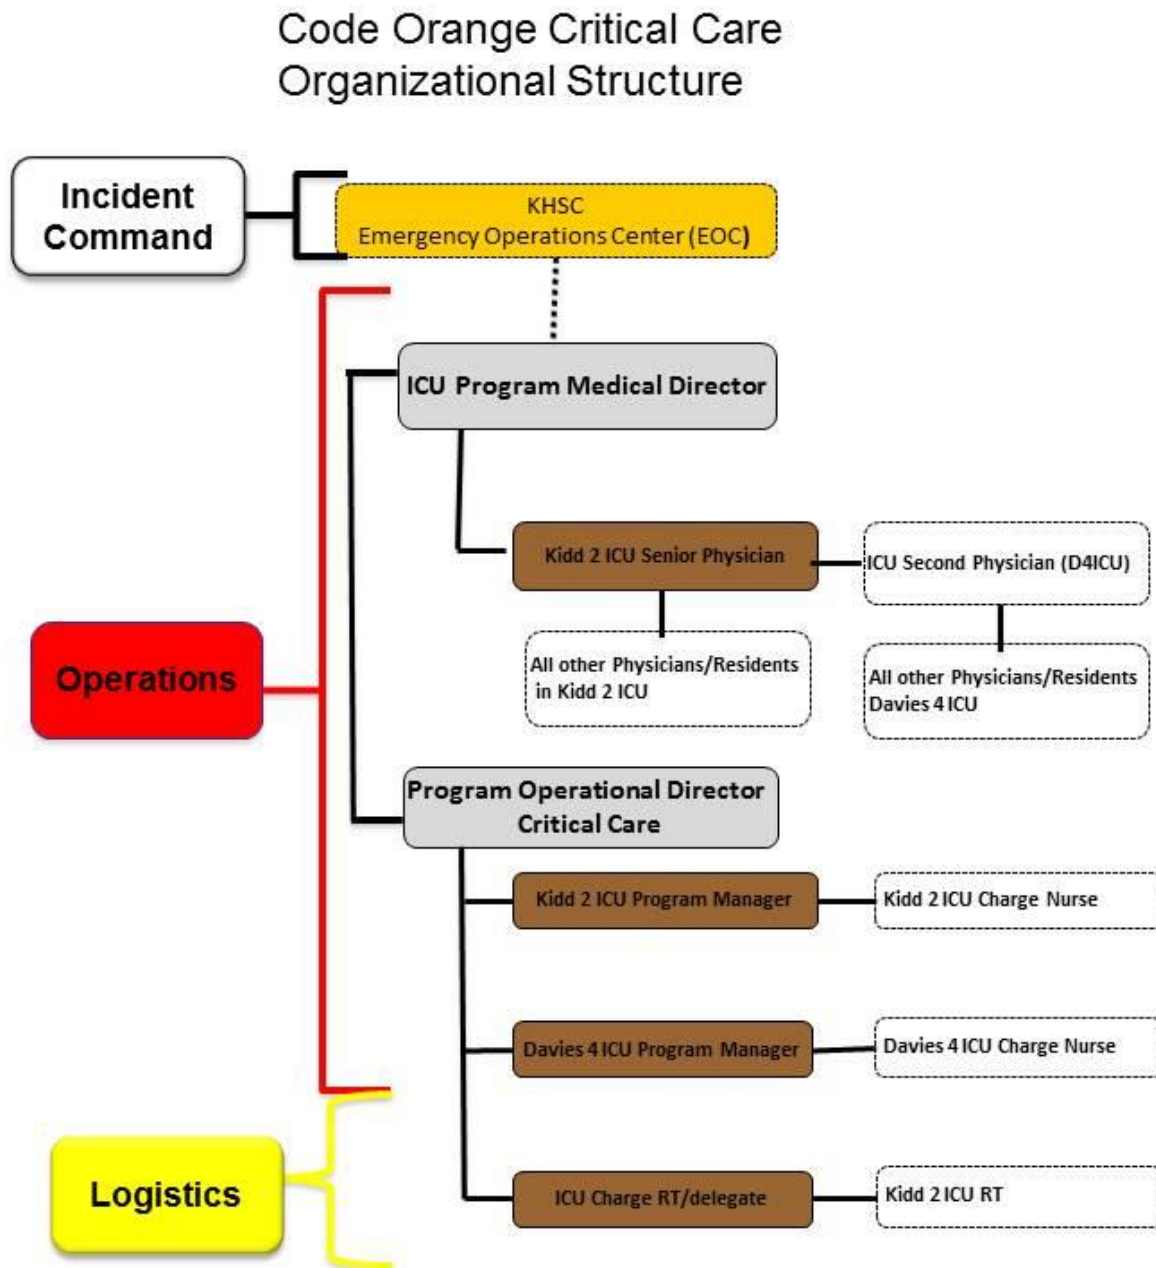 Code Orange Critical Care
Organizational Structure
Incident
Command
KHSC
Emergency Operations Center (EOC)
ICU Program Medical Director
Kidd 2 ICU Senior Physician
ICU Second Physician (D4ICU)
All other Physicians/Residents
in Kidd 2 ICU
All other Physicians/Residents
Davies 4 ICU
Operations
Program Operational Director
Critical Care
Kidd 2 ICU Program Manager
Kidd 2 ICU Charge Nurse
Davies 4 ICU Program Manager
Davies 4 ICU Charge Nurse
Logistics
ICU Charge RT/delegate
Kidd 2 ICU RT